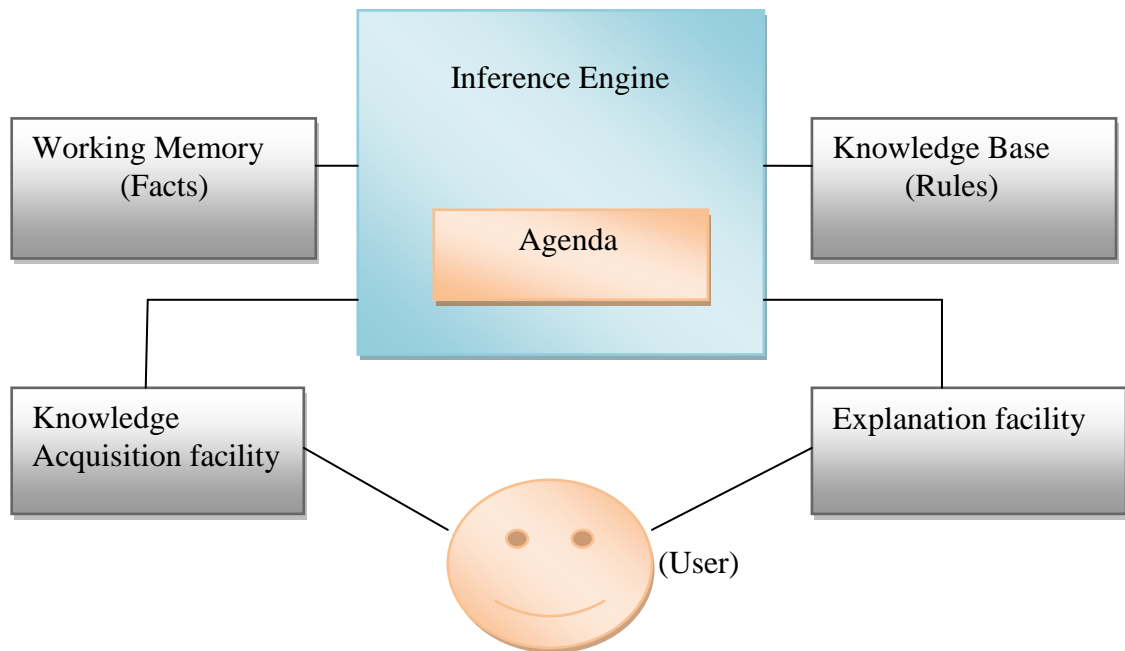 Inference Engine
Working Memory
(Facts)
Knowledge Base
(Rules)
Agenda
Knowledge
Acquisition facility
Explanation facility
(User)